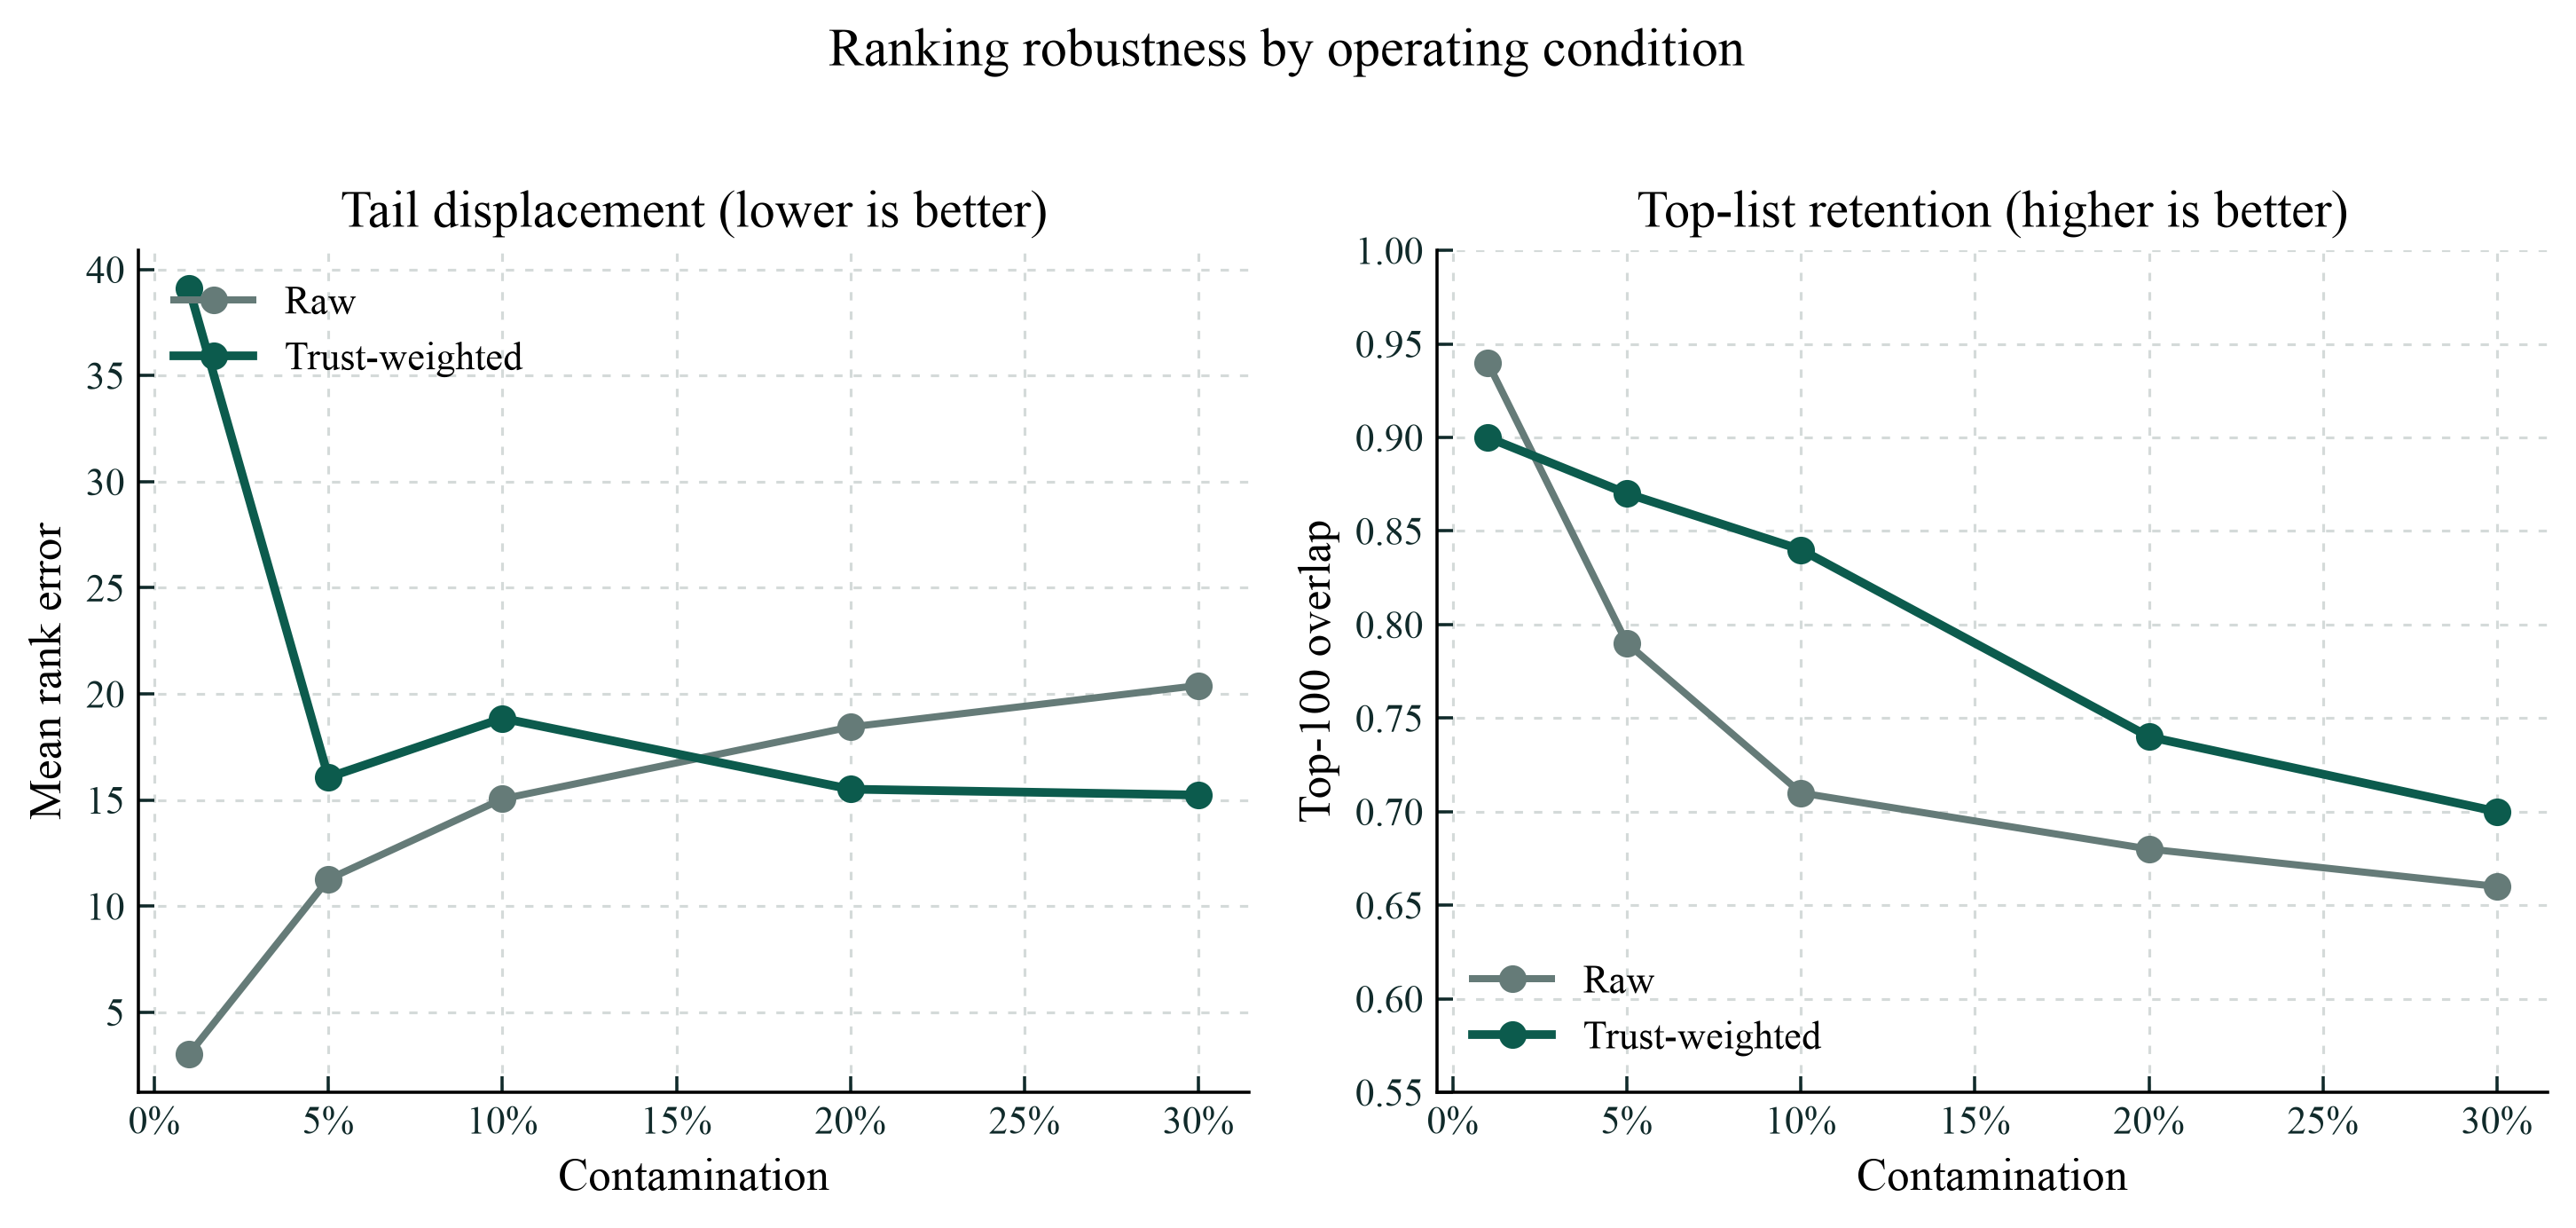 Ranking robustness by operating condition
Tail displacement (lower is better)
Mean rank error
40
35
30
25
20
15
10
5
Raw
Trust-weighted
0% 5% 10% 15% 20% 25% 30%
Contamination
Top-list retention (higher is better)
Top-100 overlap
1.00
0.95
0.90
0.85
0.80
0.75
0.70
0.65
0.60
0.55
Raw
Trust-weighted
0% 5% 10% 15% 20% 25% 30%
Contamination